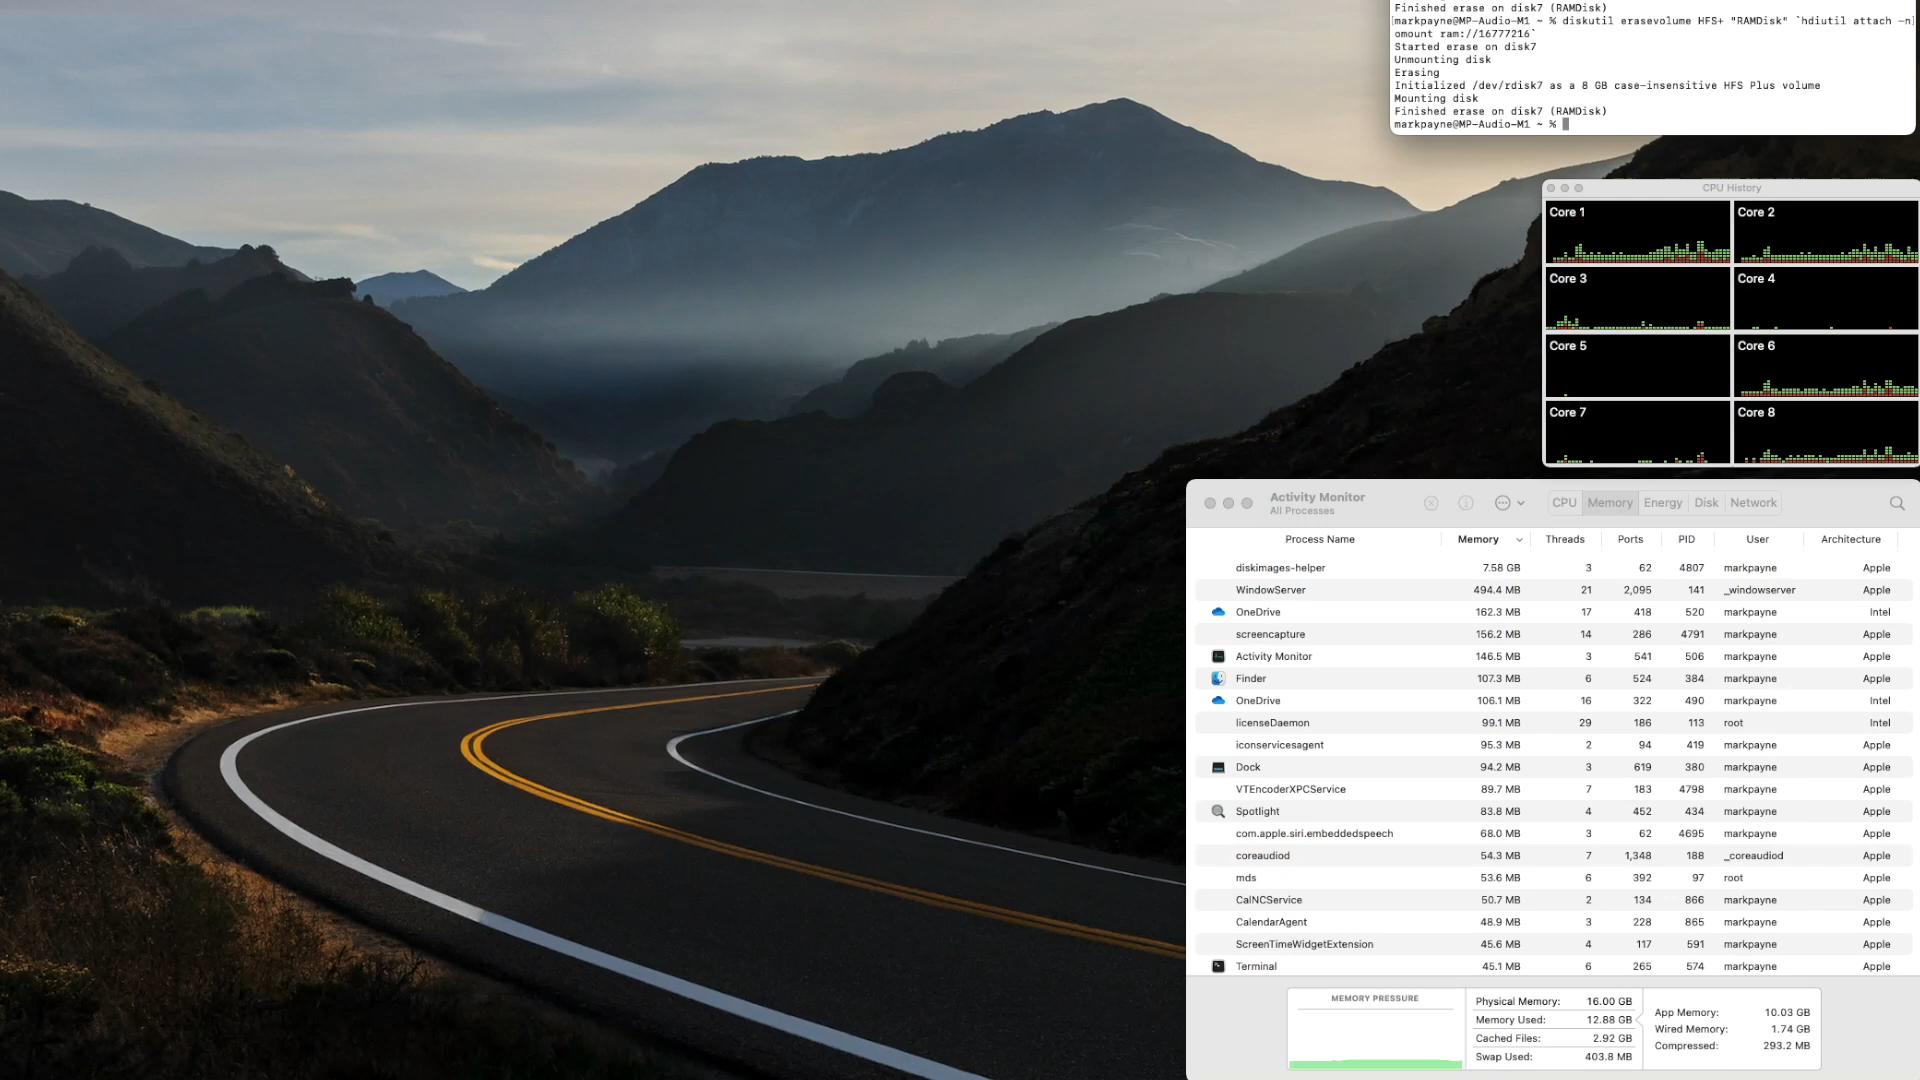 Finished erase on disk7 (RAMDisk)
[markpayne@MP-Audio-M1 ~ % diskutil erasevolume HFS+ "RAMDisk" `hdiutil attach -n]
omount ram://16777216`
Started erase on disk7
Unmounting disk
Erasing
Initialized /dev/rdisk7 as a 8 GB case-insensitive HFS Plus volume
Mounting disk
Finished erase on disk7 (RAMDisk)
markpayne@MP-Audio-M1 ~ %
CPU History
Core 1 Core 2
Core 3 Core 4
Core 5 Core 6
Core 7 Core 8
Activity Monitor
All Processes
CPU Memory Energy Disk Network
Process Name Memory Threads Ports PID User Architecture
diskimages-helper 7.58 GB 3 62 4807 markpayne Apple
WindowServer 494.4 MB 21 2,095 141 _windowserver Apple
OneDrive 162.3 MB 17 418 520 markpayne Intel
screencapture 156.2 MB 14 286 4791 markpayne Apple
Activity Monitor 146.5 MB 3 541 506 markpayne Apple
Finder 107.3 MB 6 524 384 markpayne Apple
OneDrive 106.1 MB 16 322 490 markpayne Intel
licenseDaemon 99.1 MB 29 186 113 root Intel
iconservicesagent 95.3 MB 2 94 419 markpayne Apple
Dock 94.2 MB 3 619 380 markpayne Apple
VTEncoderXPCService 89.7 MB 7 183 4798 markpayne Apple
Spotlight 83.8 MB 4 452 434 markpayne Apple
com.apple.siri.embeddedspeech 68.0 MB 3 62 4695 markpayne Apple
coreaudiod 54.3 MB 7 1,348 188 _coreaudiod Apple
mds 53.6 MB 6 392 97 root Apple
CalNCService 50.7 MB 2 134 866 markpayne Apple
CalendarAgent 48.9 MB 3 228 865 markpayne Apple
ScreenTimeWidgetExtension 45.6 MB 4 117 591 markpayne Apple
Terminal 45.1 MB 6 265 574 markpayne Apple
MEMORY PRESSURE
Physical Memory: 16.00 GB
Memory Used: 12.88 GB
Cached Files: 2.92 GB
Swap Used: 403.8 MB
App Memory: 10.03 GB
Wired Memory: 1.74 GB
Compressed: 293.2 MB